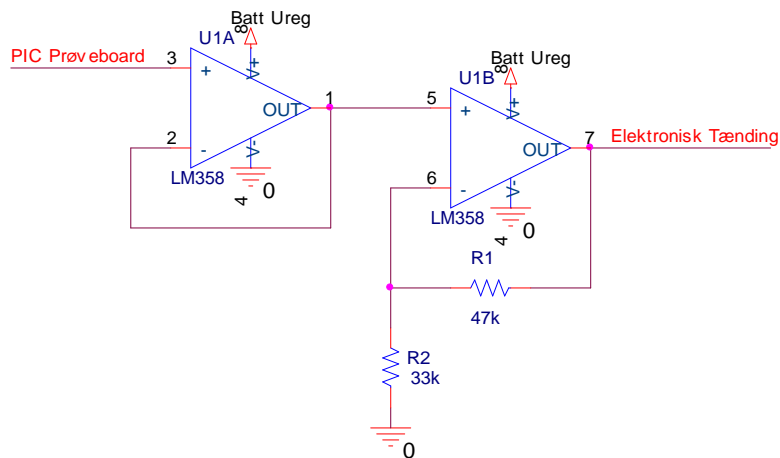 Batt Ureg
8
U1A
PIC Prøveboard
3
+
V+
1
OUT
2
-
V-
LM358
4
0
Batt Ureg
8
U1B
5
+
V+
7
Elektronisk Tænding
OUT
6
-
V-
LM358
4
0
R1
47k
R2
33k
0